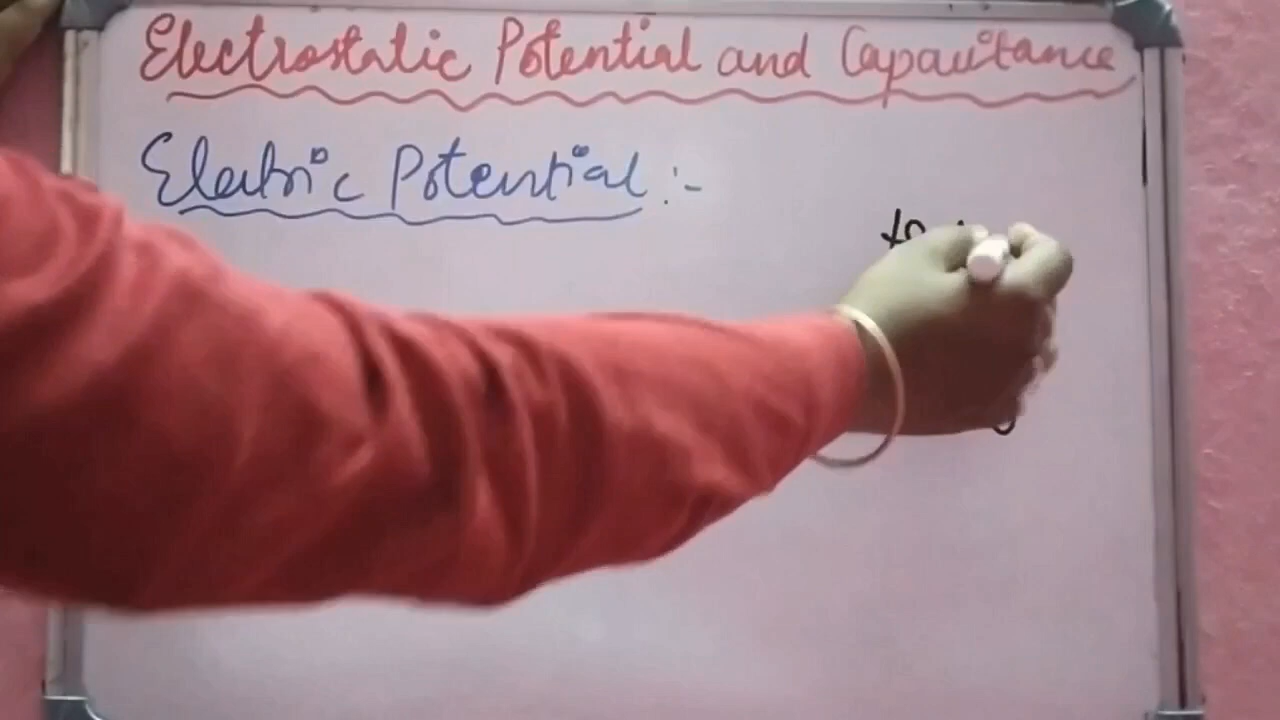 Electrostatic Potential and Capacitance
Electric Potential :-